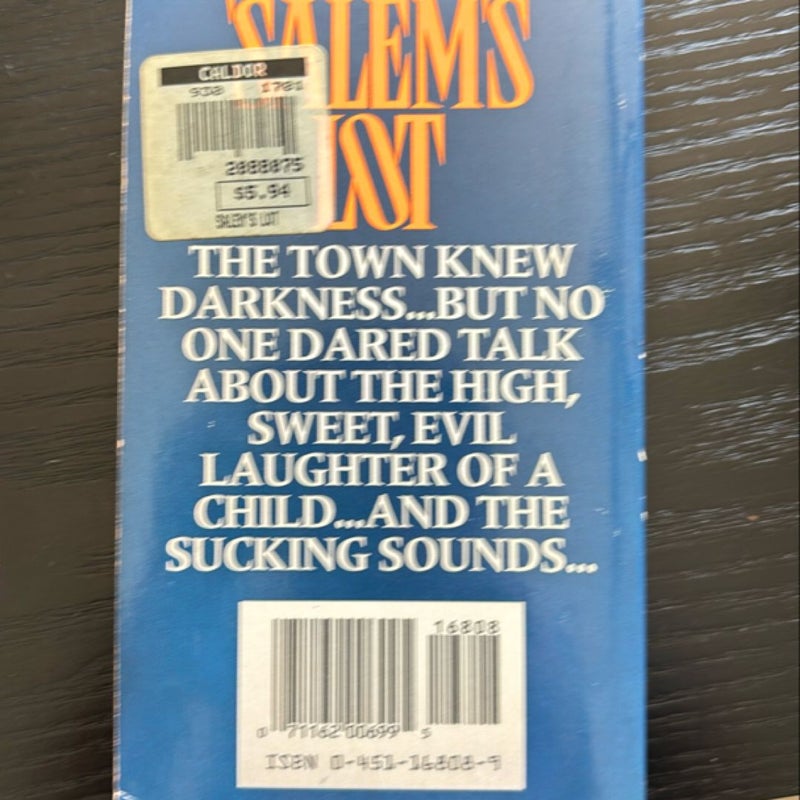 'SALEM'S
LOT
CALDOR
930 1701
2088075
$5.94
SALEM'S LOT
THE TOWN KNEW
DARKNESS...BUT NO
ONE DARED TALK
ABOUT THE HIGH,
SWEET, EVIL
LAUGHTER OF A
CHILD...AND THE
SUCKING SOUNDS...
16808
0 71162 00699 5
ISBN 0-451-16808-9